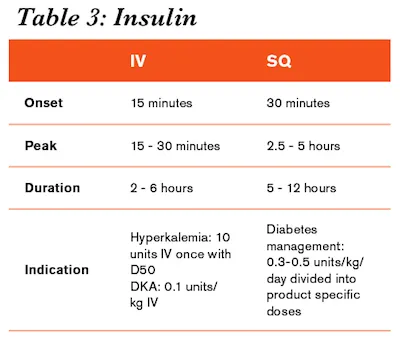 Table 3: Insulin
IV SQ
Onset 15 minutes 30 minutes
Peak 15 - 30 minutes 2.5 - 5 hours
Duration 2 - 6 hours 5 - 12 hours
Indication
Hyperkalemia: 10
units IV once with
D50
DKA: 0.1 units/
kg IV
Diabetes
management:
0.3-0.5 units/kg/
day divided into
product specific
doses